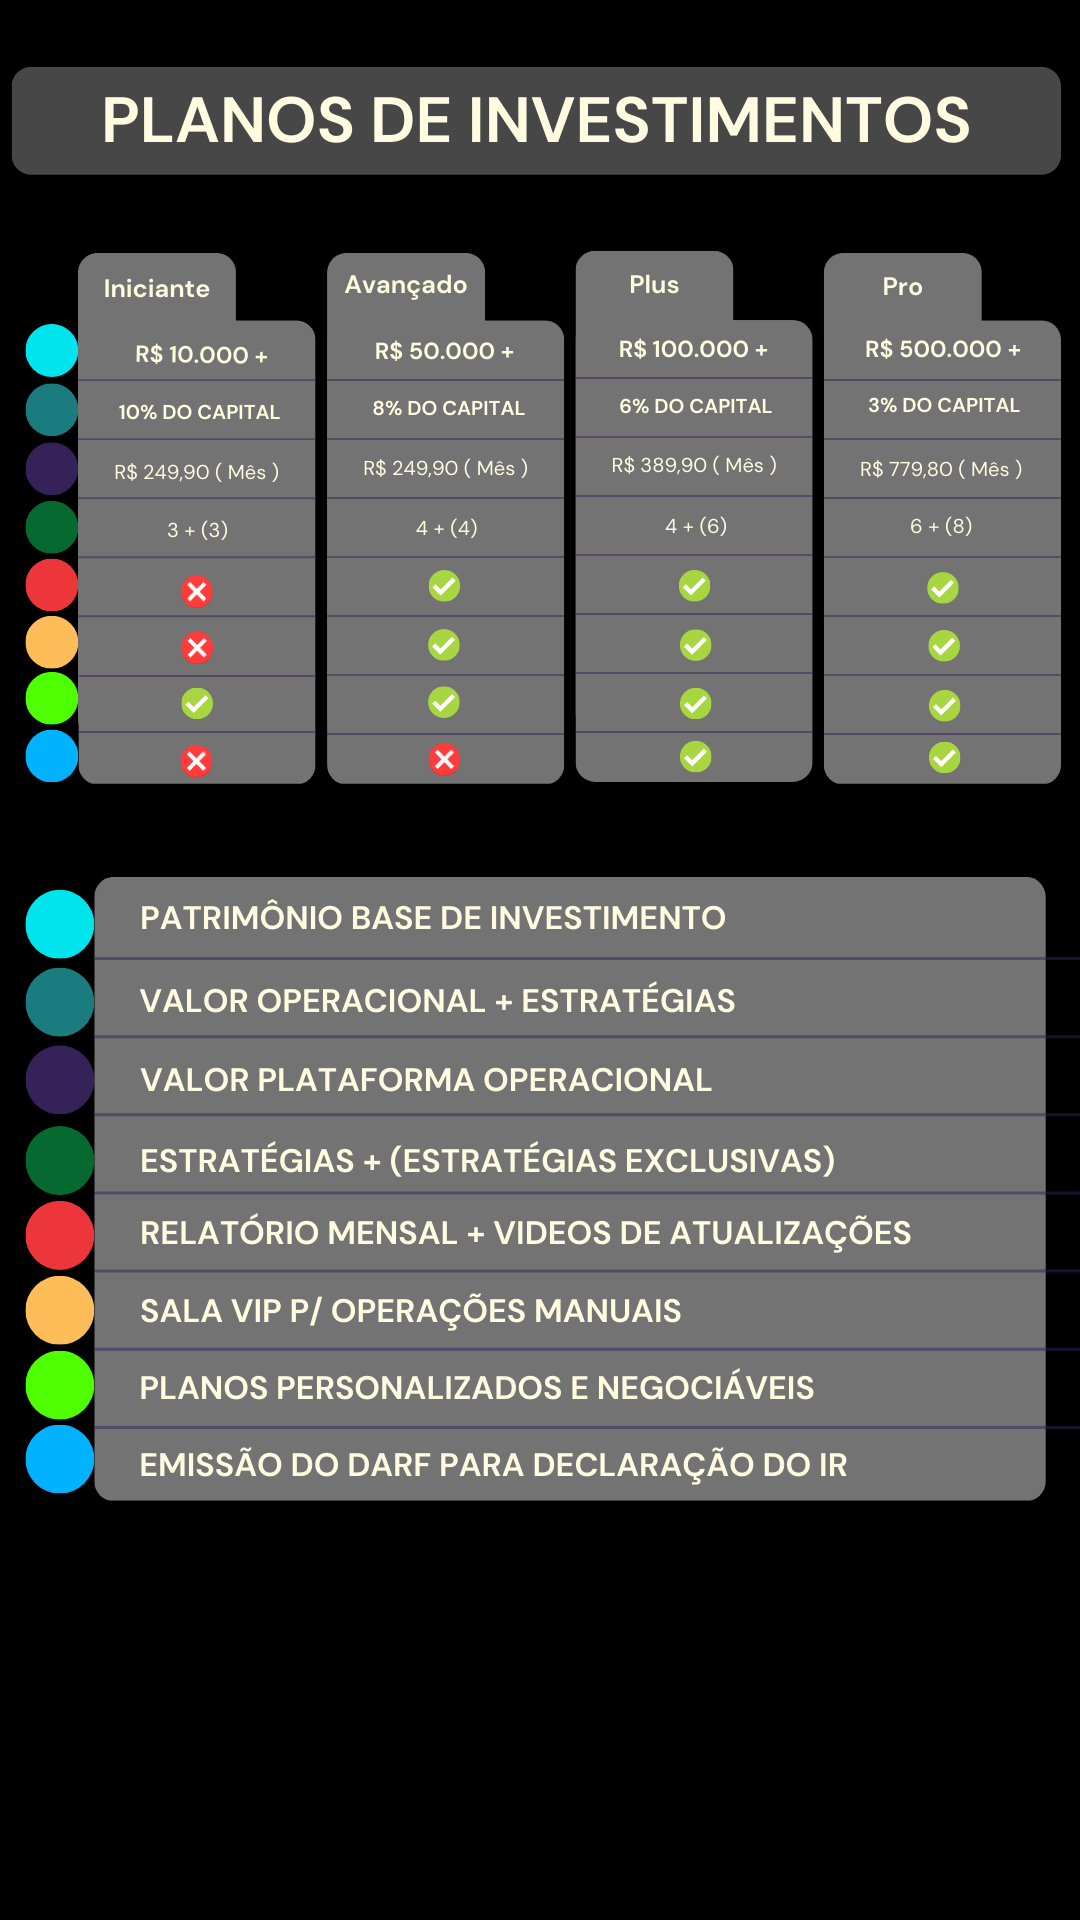 PLANOS DE INVESTIMENTOS
Iniciante
Avançado
Plus
Pro
R$ 10.000 +
R$ 50.000 +
R$ 100.000 +
R$ 500.000 +
10% DO CAPITAL
8% DO CAPITAL
6% DO CAPITAL
3% DO CAPITAL
R$ 249,90 ( Mês )
R$ 249,90 ( Mês )
R$ 389,90 ( Mês )
R$ 779,80 ( Mês )
3 + (3)
4 + (4)
4 + (6)
6 + (8)
PATRIMÔNIO BASE DE INVESTIMENTO
VALOR OPERACIONAL + ESTRATÉGIAS
VALOR PLATAFORMA OPERACIONAL
ESTRATÉGIAS + (ESTRATÉGIAS EXCLUSIVAS)
RELATÓRIO MENSAL + VIDEOS DE ATUALIZAÇÕES
SALA VIP P/ OPERAÇÕES MANUAIS
PLANOS PERSONALIZADOS E NEGOCIÁVEIS
EMISSÃO DO DARF PARA DECLARAÇÃO DO IR